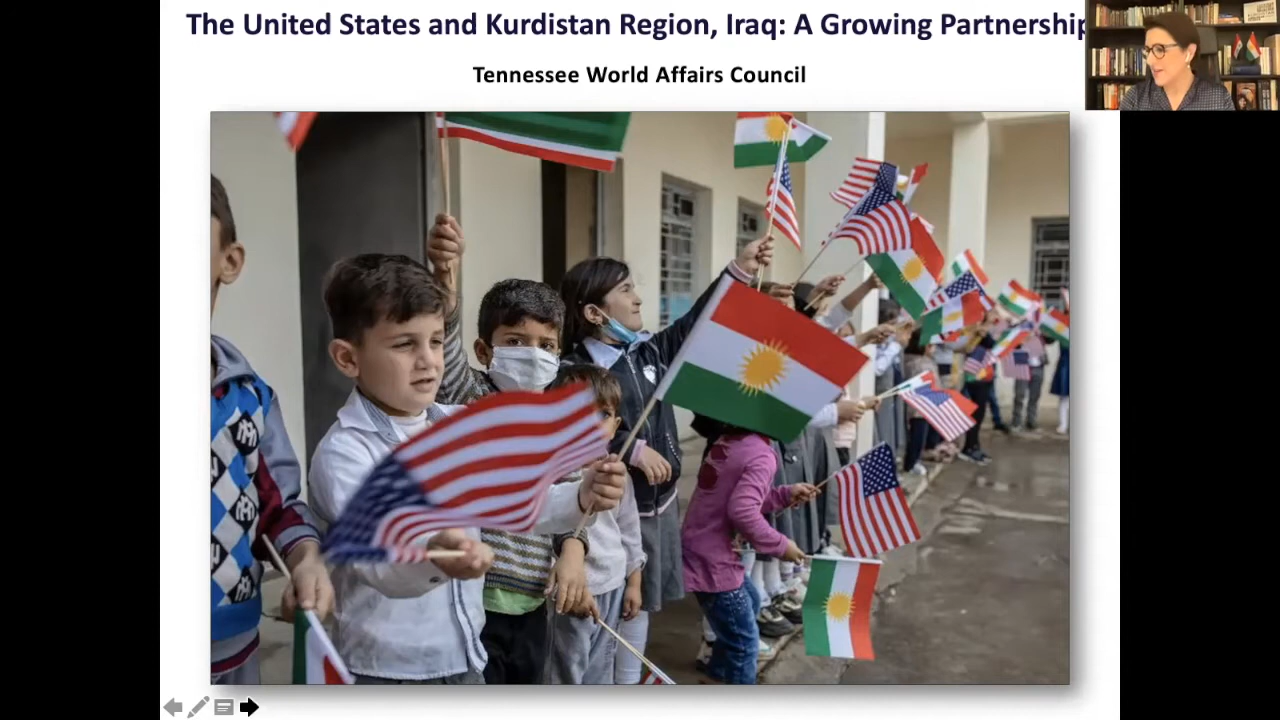 The United States and Kurdistan Region, Iraq: A Growing Partnership
Tennessee World Affairs Council